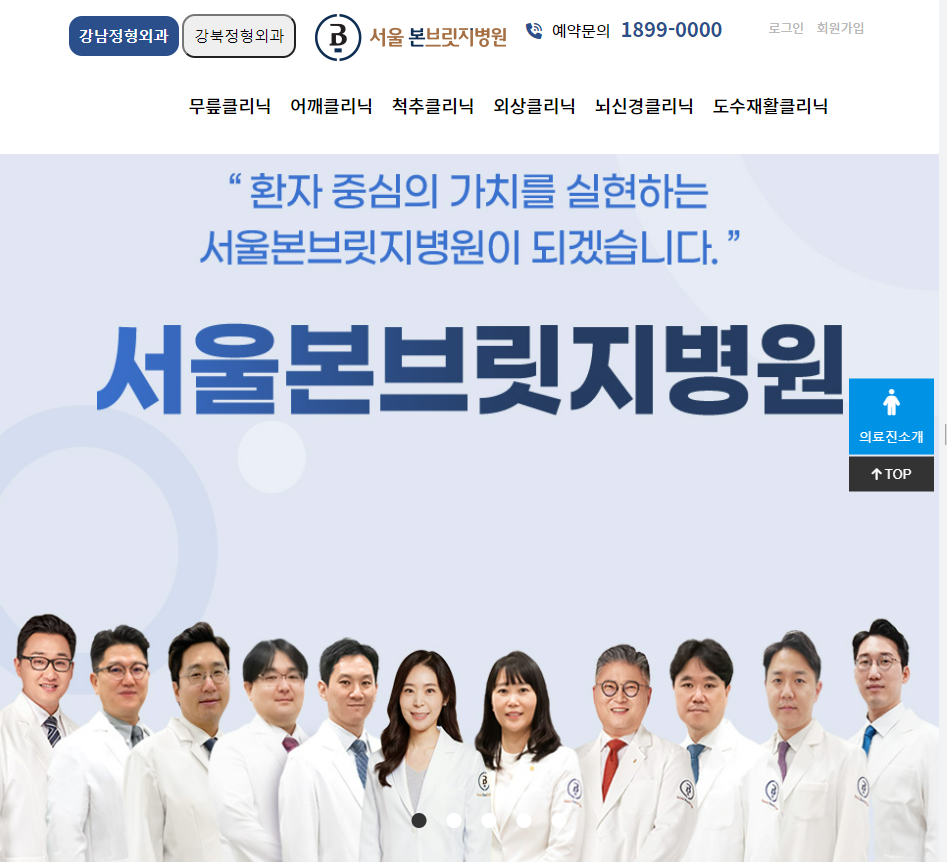 강남정형외과 강북정형외과 서울 본브릿지병원 예약문의 1899-0000 로그인 회원가입
무릎클리닉 어깨클리닉 척추클리닉 외상클리닉 뇌신경클리닉 도수재활클리닉
“ 환자 중심의 가치를 실현하는
서울본브릿지병원이 되겠습니다. ”
서울본브릿지병원
의료진소개
TOP